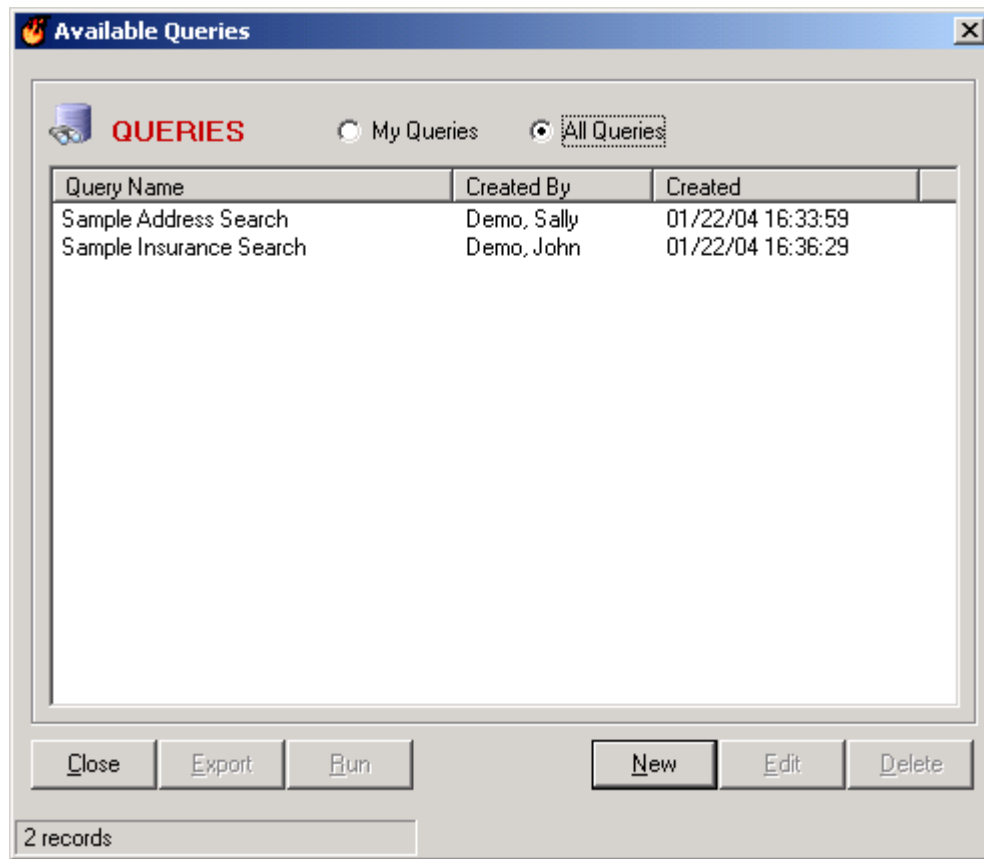 Available Queries
QUERIES My Queries All Queries
Query Name Created By Created
Sample Address Search Demo, Sally 01/22/04 16:33:59
Sample Insurance Search Demo, John 01/22/04 16:36:29
Close Export Run New Edit Delete
2 records